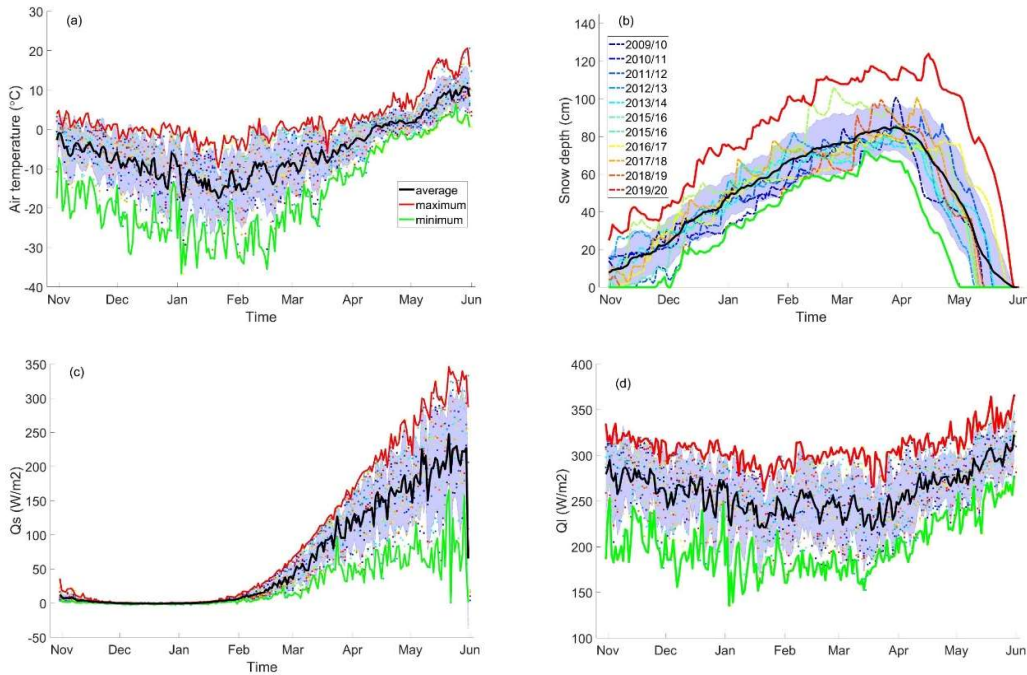 (a)
30
20
10
0
-10
-20
-30
-40
Air temperature (°C)
average
maximum
minimum
Nov Dec Jan Feb Mar Apr May Jun
Time
(b)
140
120
100
80
60
40
20
0
Snow depth (cm)
2009/10
2010/11
2011/12
2012/13
2013/14
2015/16
2015/16
2016/17
2017/18
2018/19
2019/20
Nov Dec Jan Feb Mar Apr May Jun
Time
(c)
350
300
250
200
150
100
50
0
-50
Qs (W/m2)
Nov Dec Jan Feb Mar Apr May Jun
Time
(d)
400
350
300
250
200
150
100
Ql (W/m2)
Nov Dec Jan Feb Mar Apr May Jun